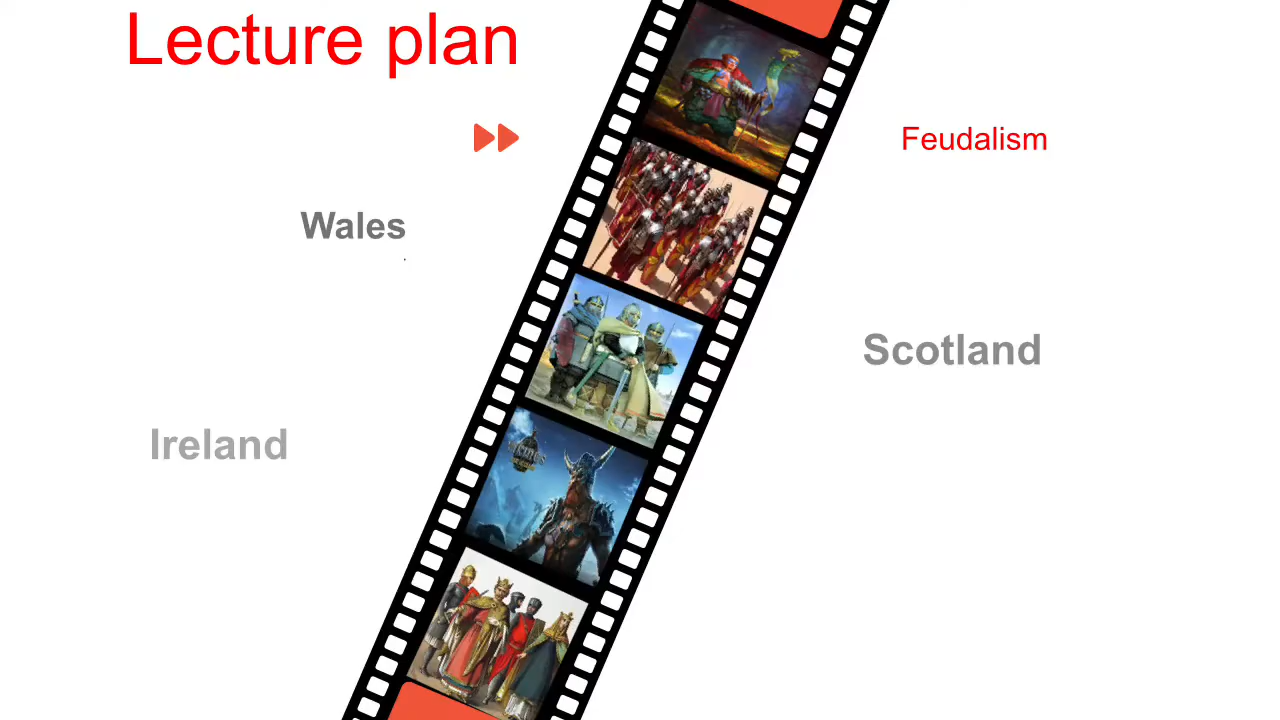 Lecture plan
Feudalism
Wales
Scotland
Ireland